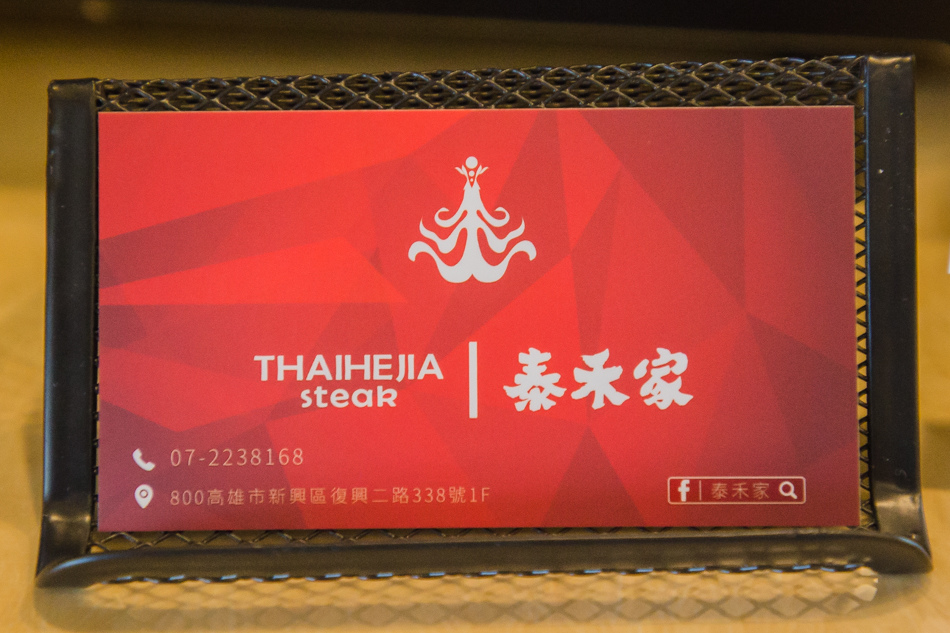 THAIHEJIA
steak
泰禾家
07-2238168
800高雄市新興區復興二路338號1F
f | 泰禾家